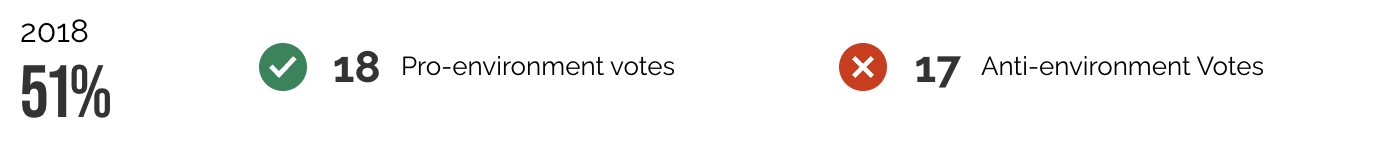 2018
51%
18 Pro-environment votes
17 Anti-environment Votes